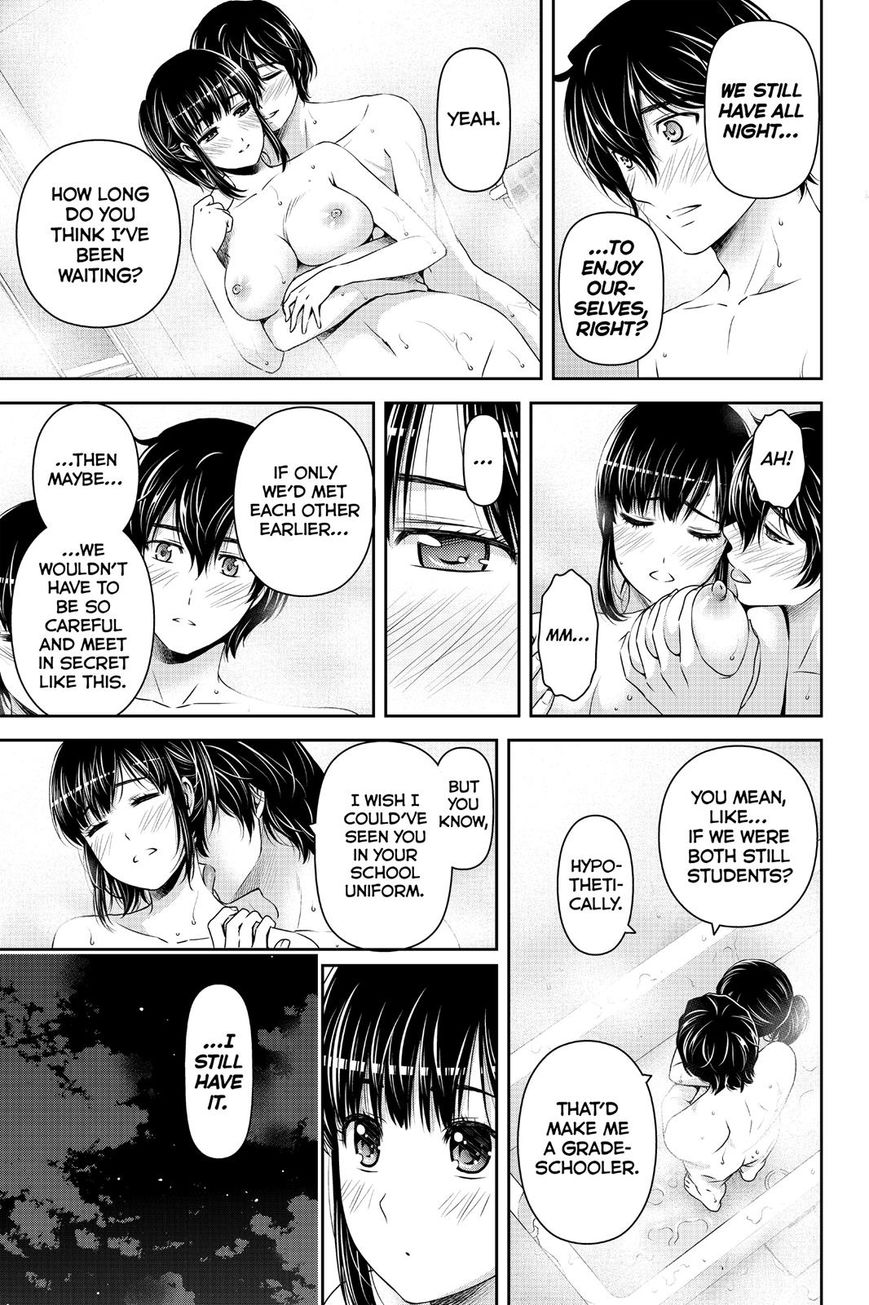 WE STILL
HAVE ALL
NIGHT...
...TO
ENJOY
OUR-
SELVES,
RIGHT?
YEAH.
HOW LONG
DO YOU
THINK I'VE
BEEN
WAITING?
AH!
MM...
...
IF ONLY
WE'D MET
EACH OTHER
EARLIER...
...THEN
MAYBE...
...WE
WOULDN'T
HAVE TO
BE SO
CAREFUL
AND MEET
IN SECRET
LIKE THIS.
YOU MEAN,
LIKE...
IF WE WERE
BOTH STILL
STUDENTS?
HYPO-
THETI-
CALLY.
THAT'D
MAKE ME
A GRADE-
SCHOOLER.
BUT
YOU
KNOW,
I WISH I
COULD'VE
SEEN YOU
IN YOUR
SCHOOL
UNIFORM.
...I
STILL
HAVE
IT.